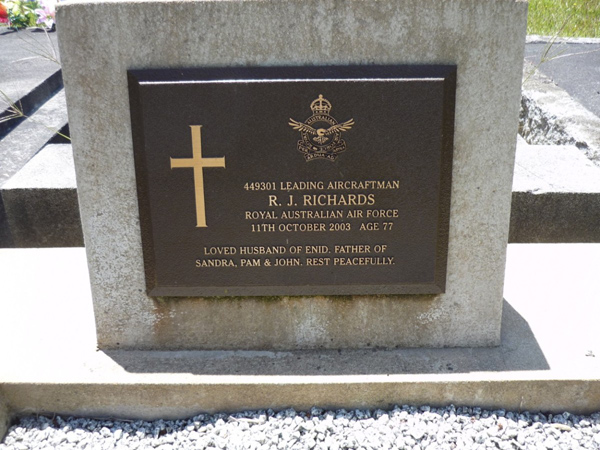 AUSTRALIAN
449301 LEADING AIRCRAFTMAN
R. J. RICHARDS
ROYAL AUSTRALIAN AIR FORCE
11TH OCTOBER 2003 AGE 77
LOVED HUSBAND OF ENID. FATHER OF
SANDRA, PAM & JOHN. REST PEACEFULLY.